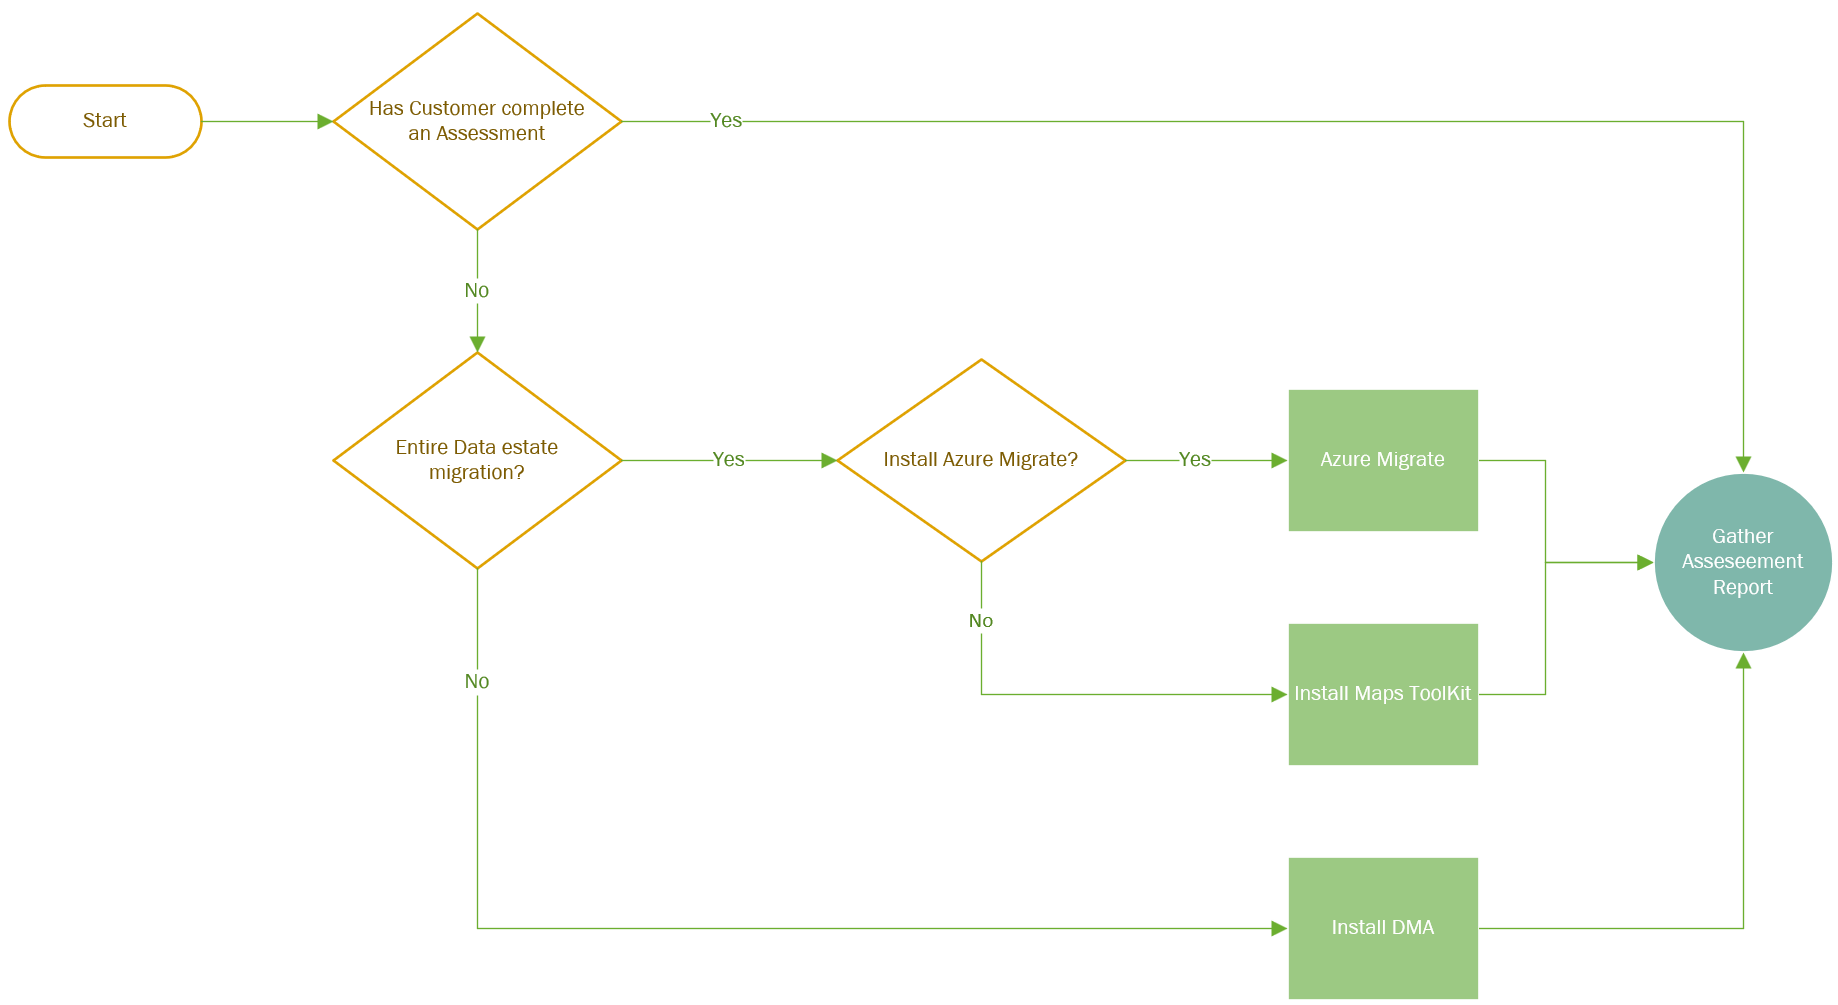 Start
Has Customer complete
an Assessment
Yes
No
Entire Data estate
migration?
Yes
Install Azure Migrate?
Yes
Azure Migrate
Gather
Asseseement
Report
No
Install Maps ToolKit
No
Install DMA